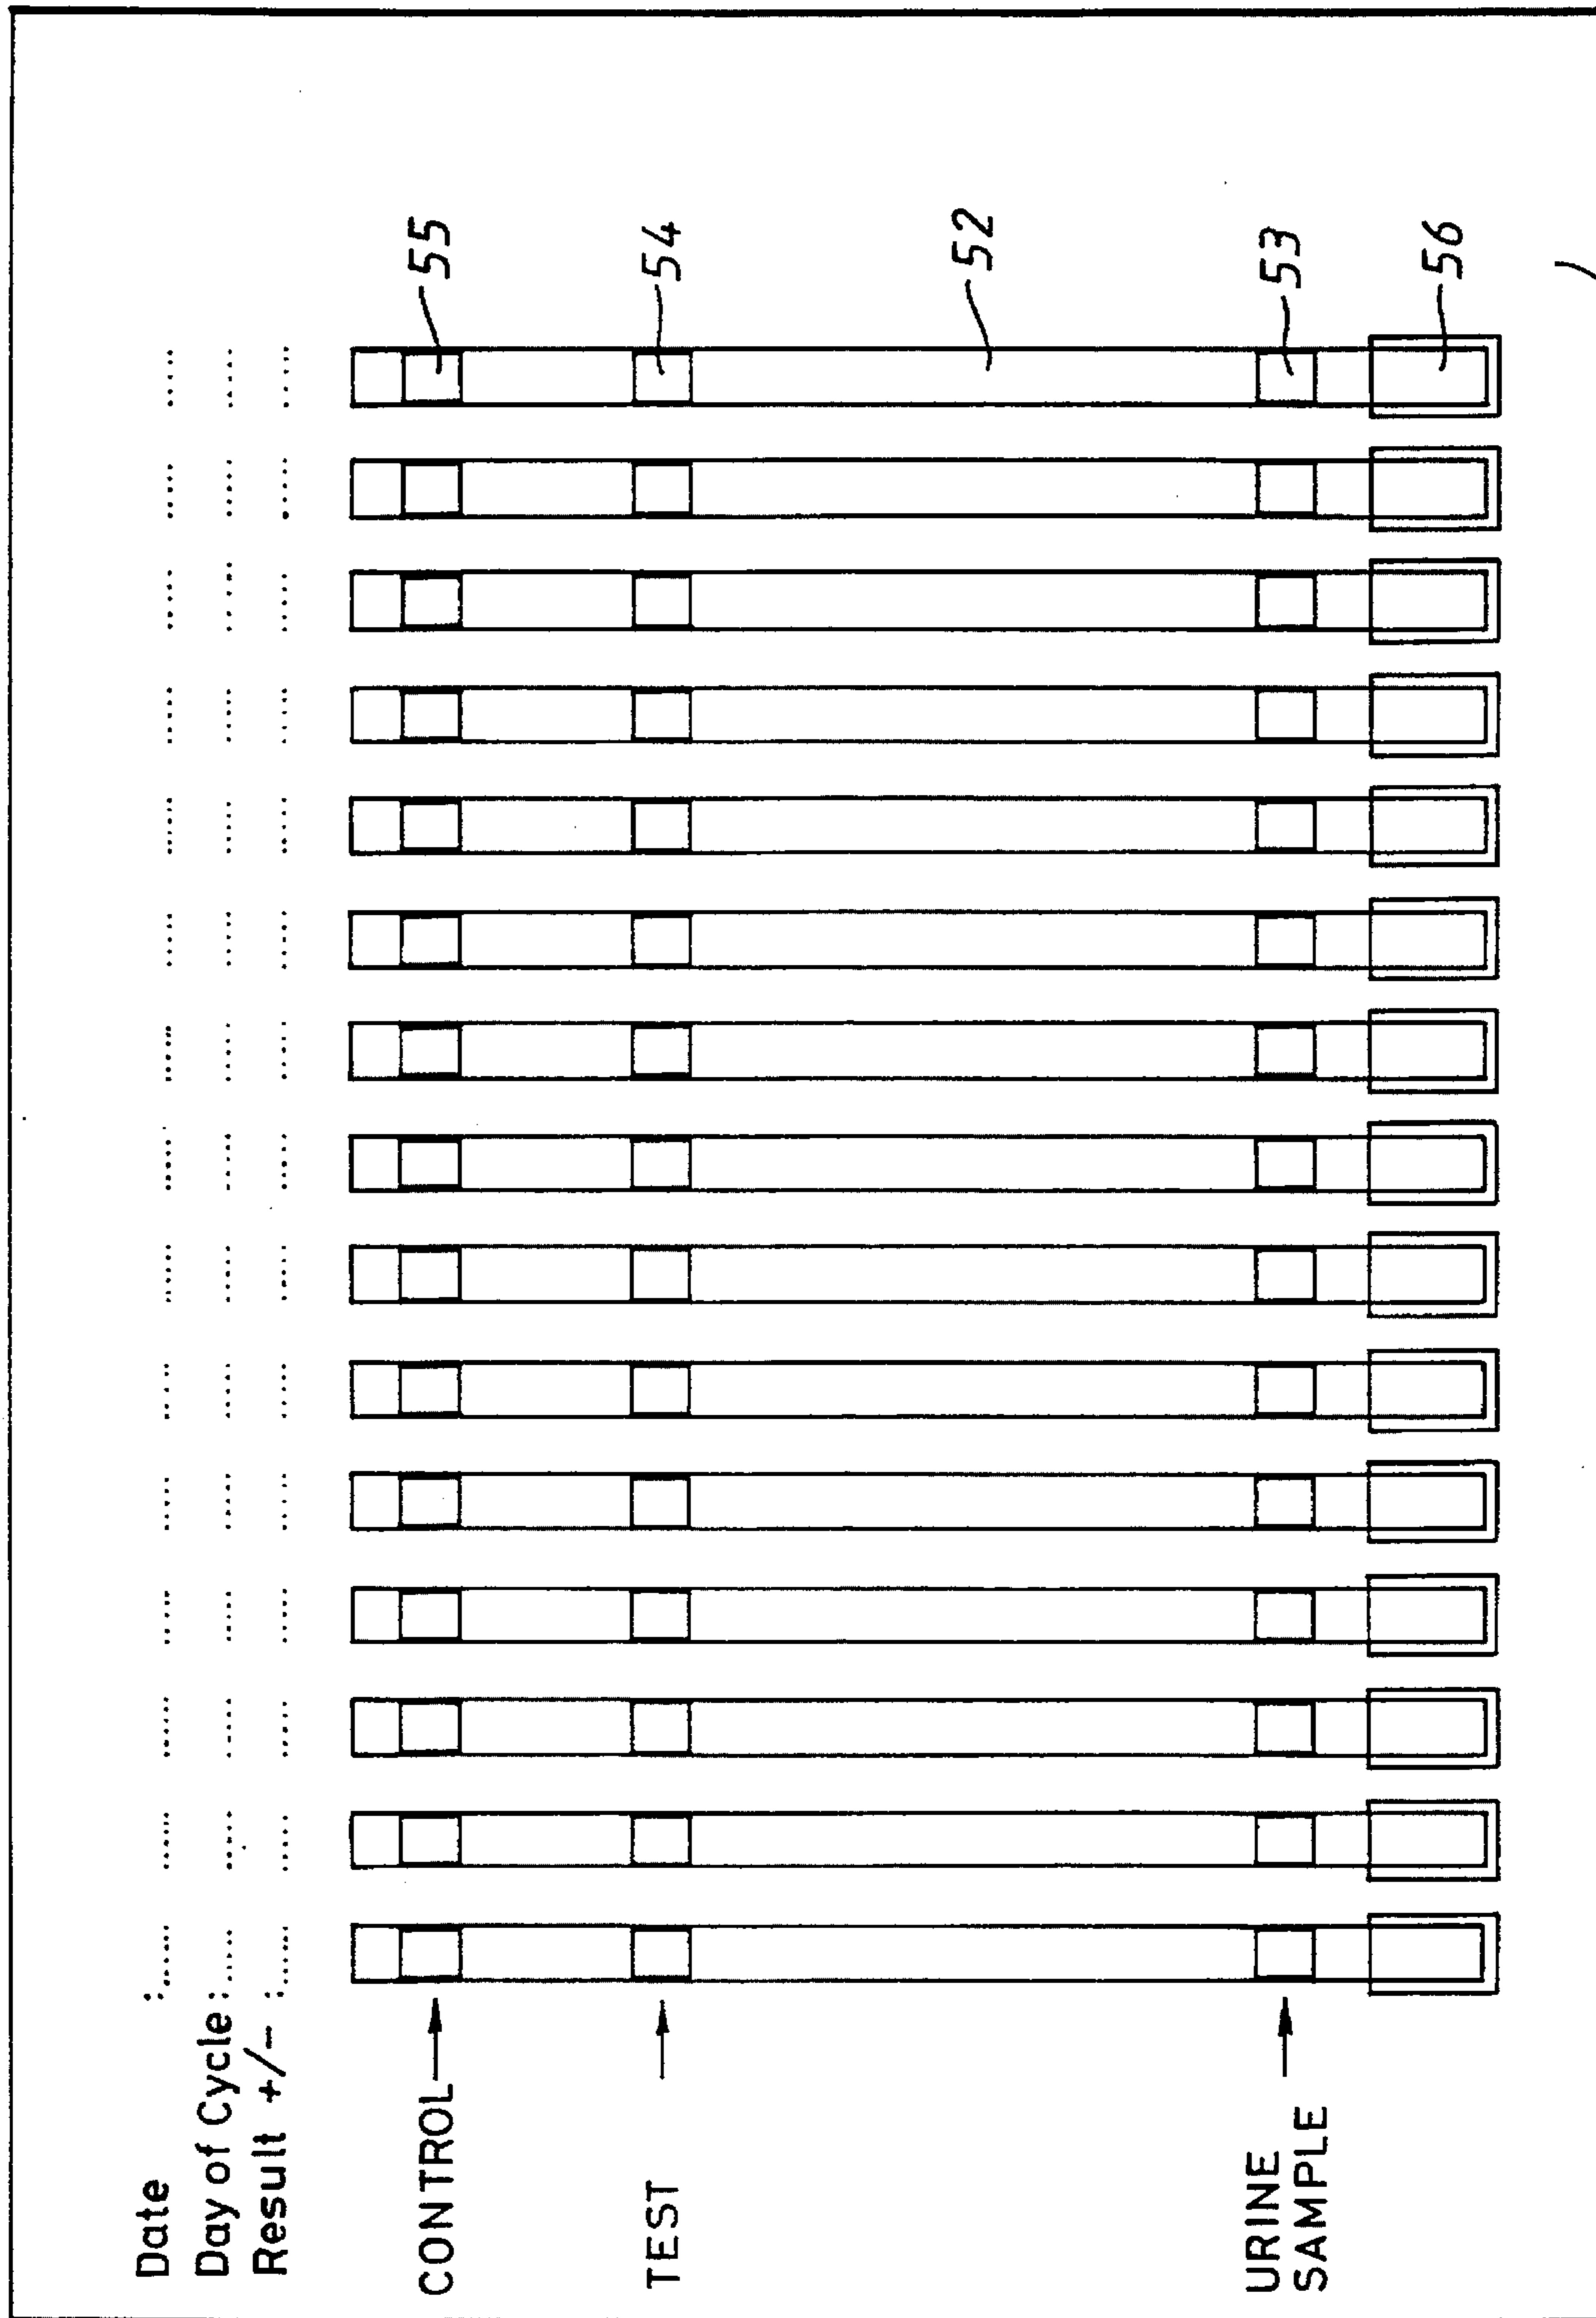 Date :......
Day of Cycle:.....
Result +/- :......
CONTROL
55
TEST
54
52
URINE
SAMPLE
53
56